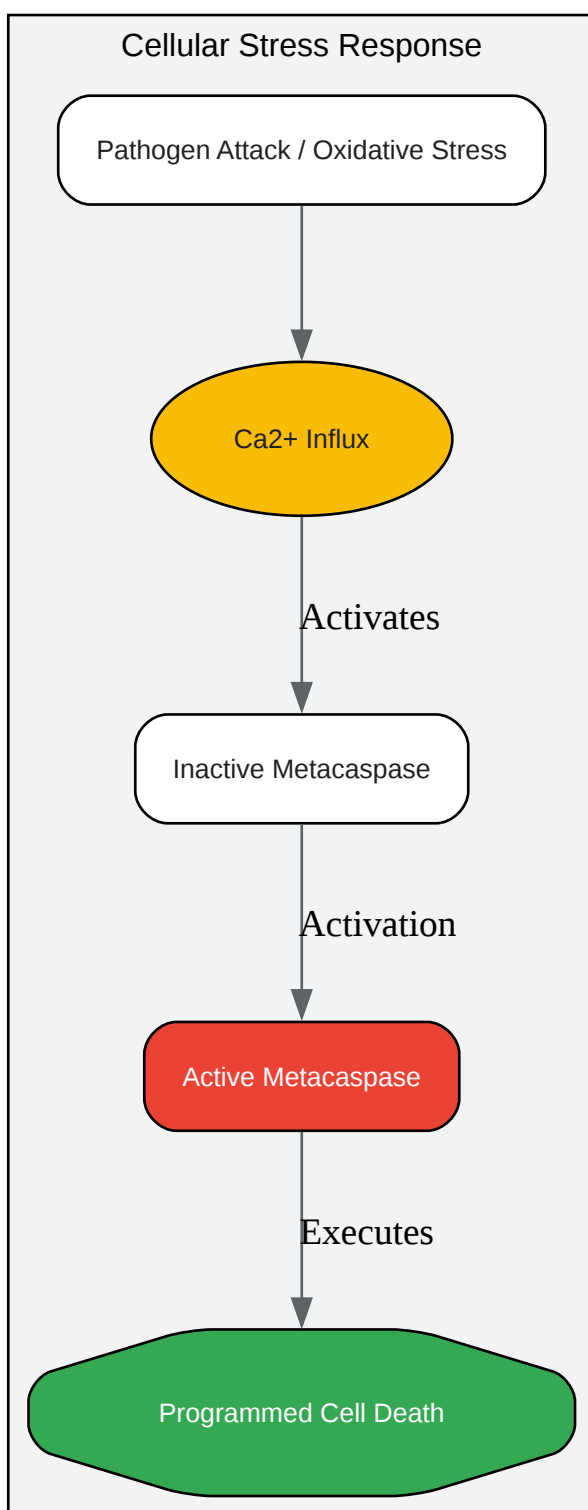 Cellular Stress Response
Pathogen Attack / Oxidative Stress
Ca2+ Influx
Activates
Inactive Metacaspase
Activation
Active Metacaspase
Executes
Programmed Cell Death